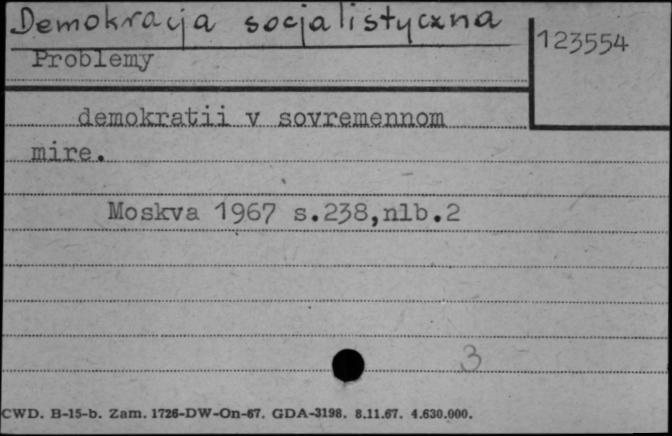 Demokracja socjalistyczna
123554
Problemy
demokratii v sovremennom
mire.
Moskva 1967 s.238,nlb.2
3
CWD. B-15-b. Zam. 1726-DW-On-67. GDA-3198. 8.11.67. 4.630.000.